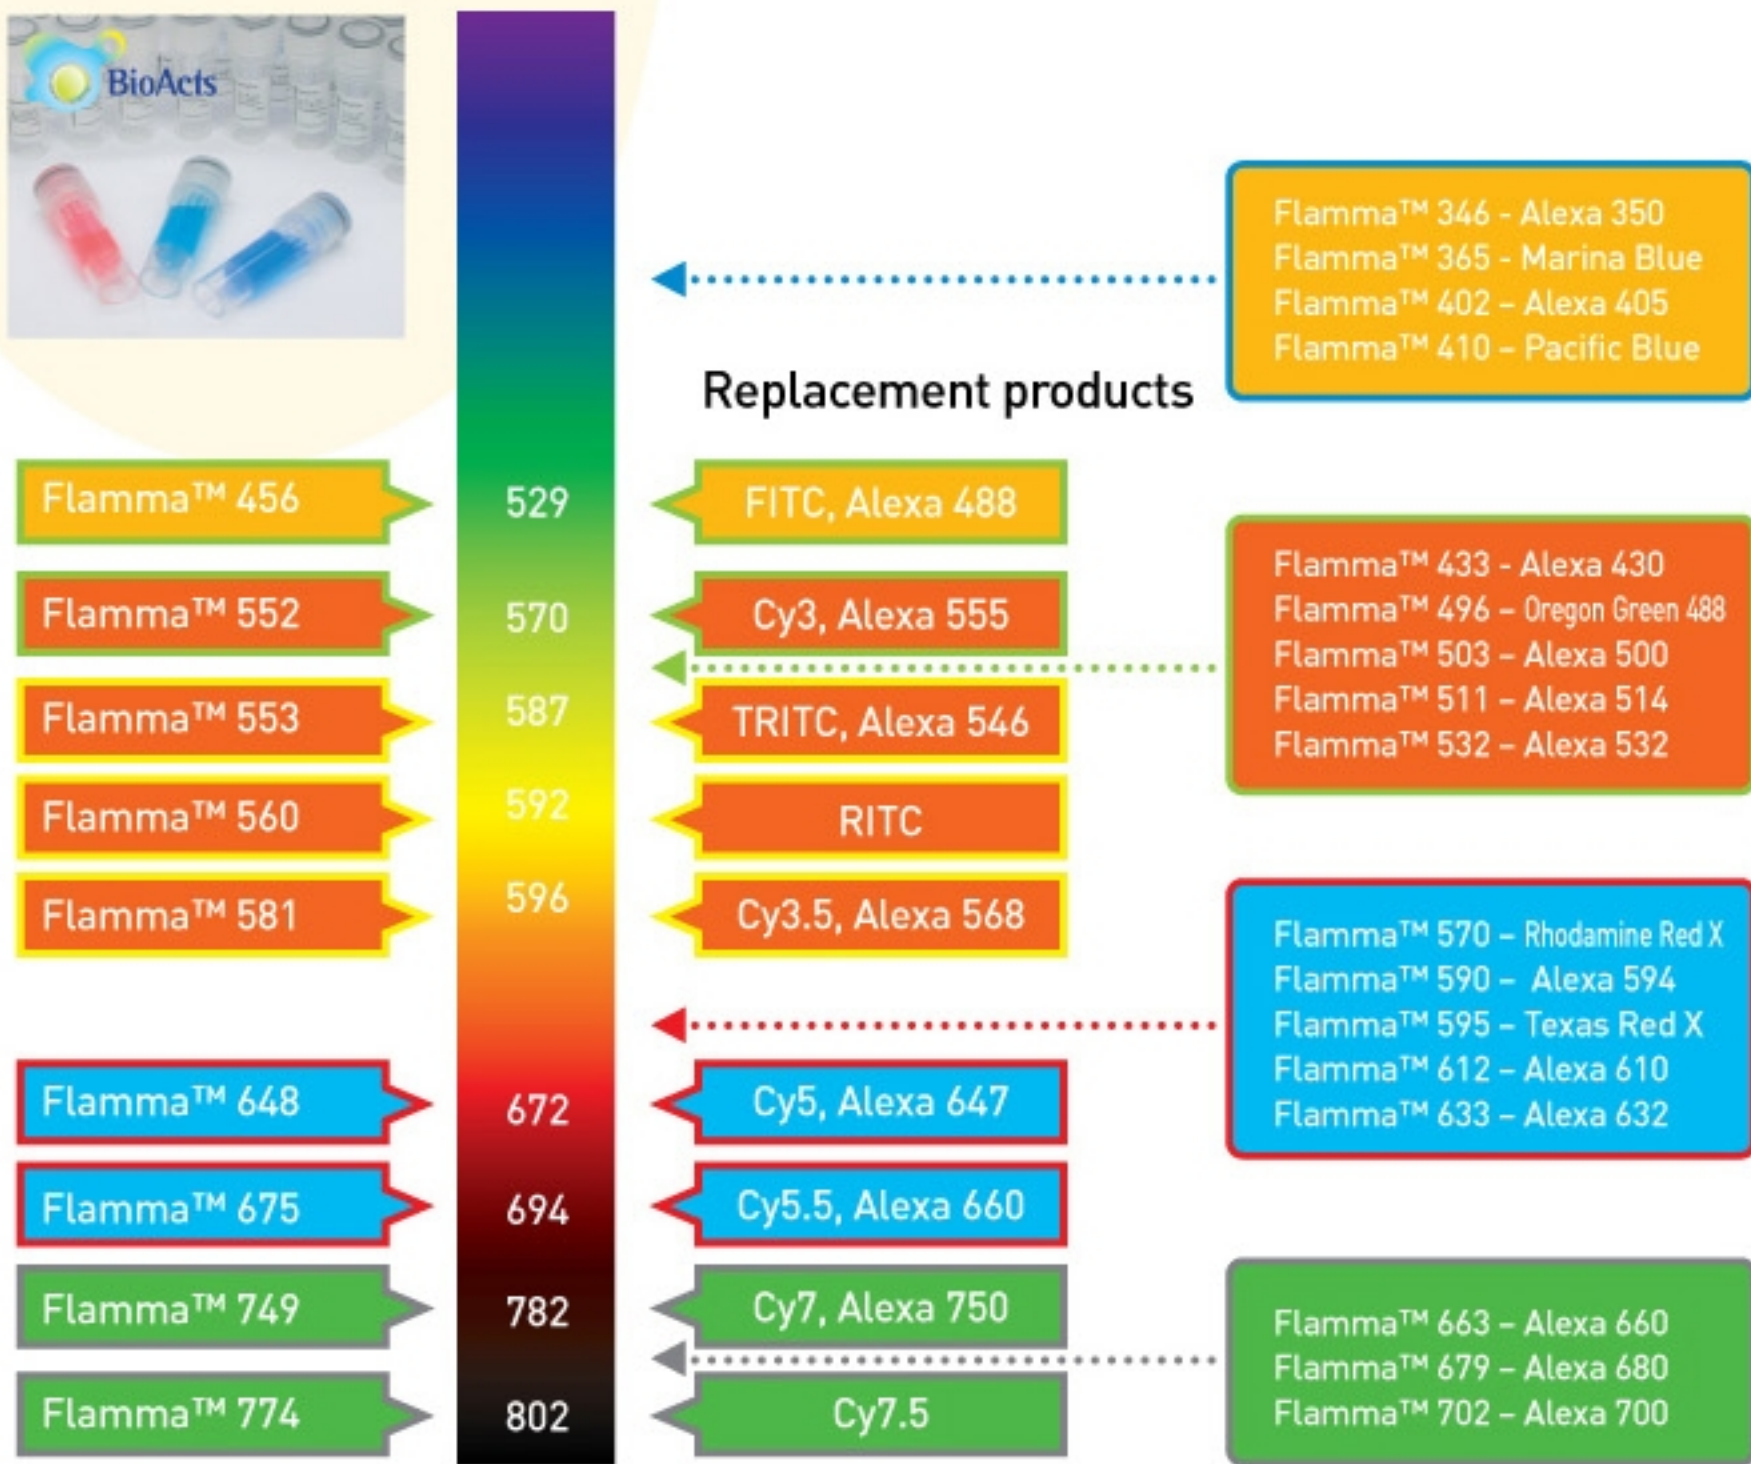 BioActs
Flamma™ 346 - Alexa 350
Flamma™ 365 - Marina Blue
Flamma™ 402 – Alexa 405
Flamma™ 410 – Pacific Blue
Replacement products
Flamma™ 456
529
FITC, Alexa 488
Flamma™ 552
570
Cy3, Alexa 555
Flamma™ 433 - Alexa 430
Flamma™ 496 – Oregon Green 488
Flamma™ 503 – Alexa 500
Flamma™ 511 – Alexa 514
Flamma™ 532 – Alexa 532
Flamma™ 553
587
TRITC, Alexa 546
Flamma™ 560
592
RITC
Flamma™ 581
596
Cy3.5, Alexa 568
Flamma™ 570 – Rhodamine Red X
Flamma™ 590 – Alexa 594
Flamma™ 595 – Texas Red X
Flamma™ 612 – Alexa 610
Flamma™ 633 – Alexa 632
Flamma™ 648
672
Cy5, Alexa 647
Flamma™ 675
694
Cy5.5, Alexa 660
Flamma™ 749
782
Cy7, Alexa 750
Flamma™ 774
802
Cy7.5
Flamma™ 663 – Alexa 660
Flamma™ 679 – Alexa 680
Flamma™ 702 – Alexa 700